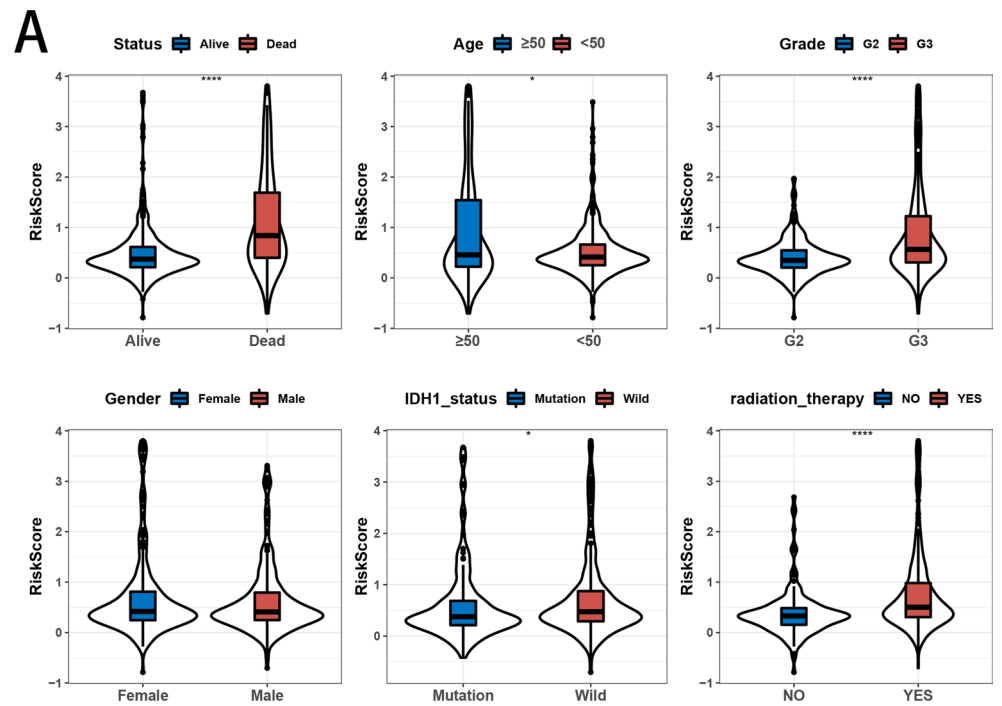 A
Status Alive Dead
****
RiskScore
4
3
2
1
0
−1
Alive Dead
Age ≥50 <50
*
RiskScore
4
3
2
1
0
−1
≥50 <50
Grade G2 G3
****
RiskScore
4
3
2
1
0
−1
G2 G3
Gender Female Male
RiskScore
4
3
2
1
0
−1
Female Male
IDH1_status Mutation Wild
*
RiskScore
4
3
2
1
0
Mutation Wild
radiation_therapy NO YES
****
RiskScore
4
3
2
1
0
−1
NO YES